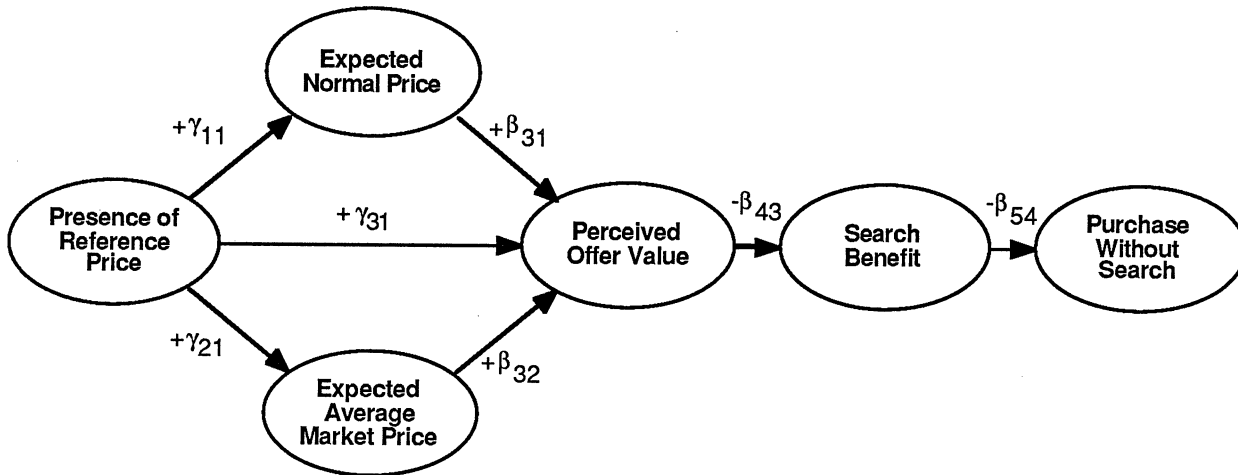 Expected
Normal Price
+γ11
+β31
Presence of
Reference
Price
+γ31
Perceived
Offer Value
-β43
Search
Benefit
-β54
Purchase
Without
Search
+γ21
+β32
Expected
Average
Market Price